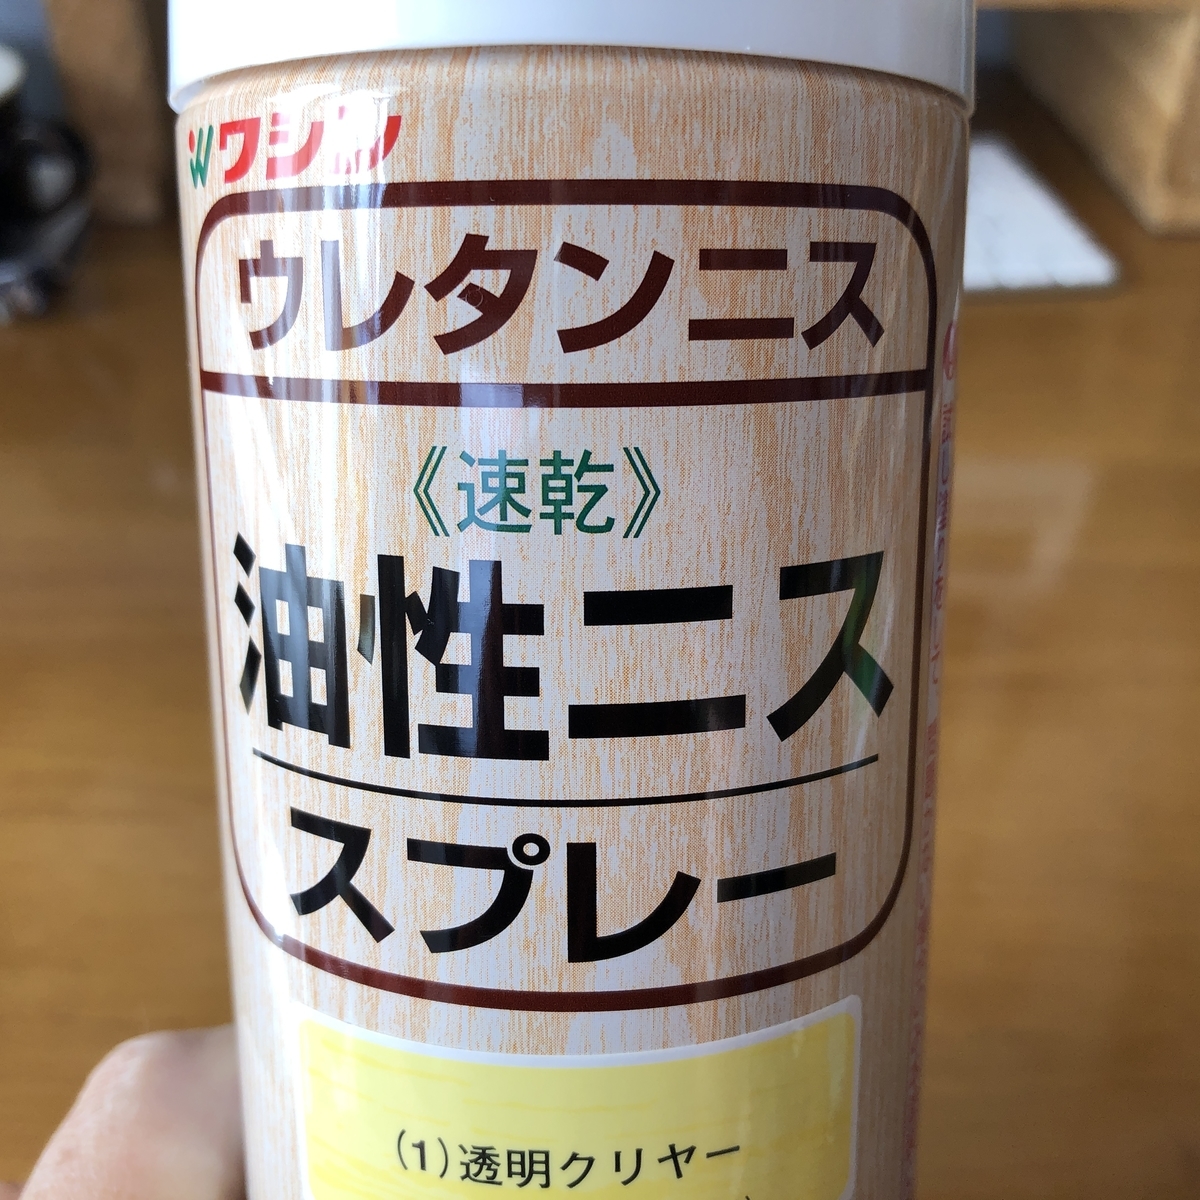 ワシン
ウレタンニス
《速乾》
油性ニス
スプレー
(1)透明クリヤー